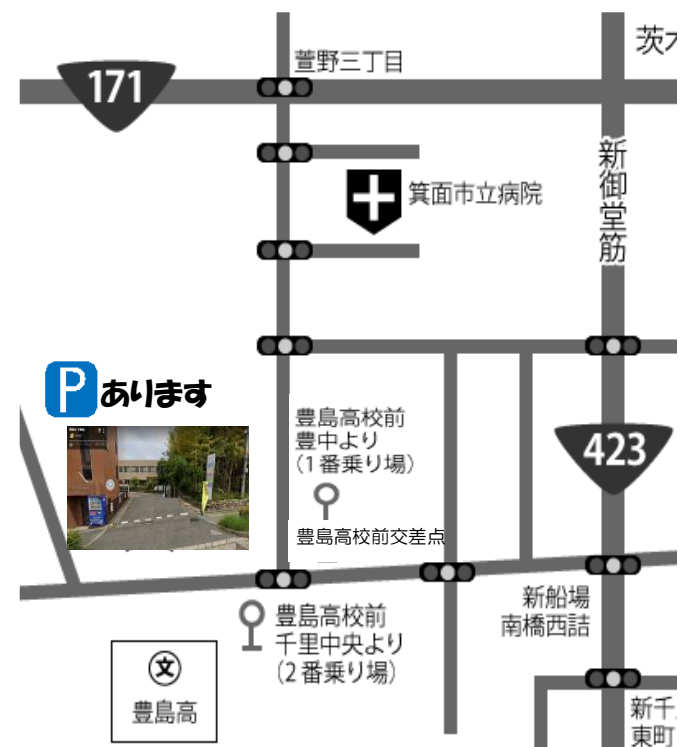 茨木
171
萱野三丁目
新御堂筋
箕面市立病院
P あります
豊島高校前
豊中より
(1番乗り場)
423
豊島高校前交差点
新船場
南橋西詰
豊島高校前
千里中央より
(2番乗り場)
文
豊島高
新千
東町